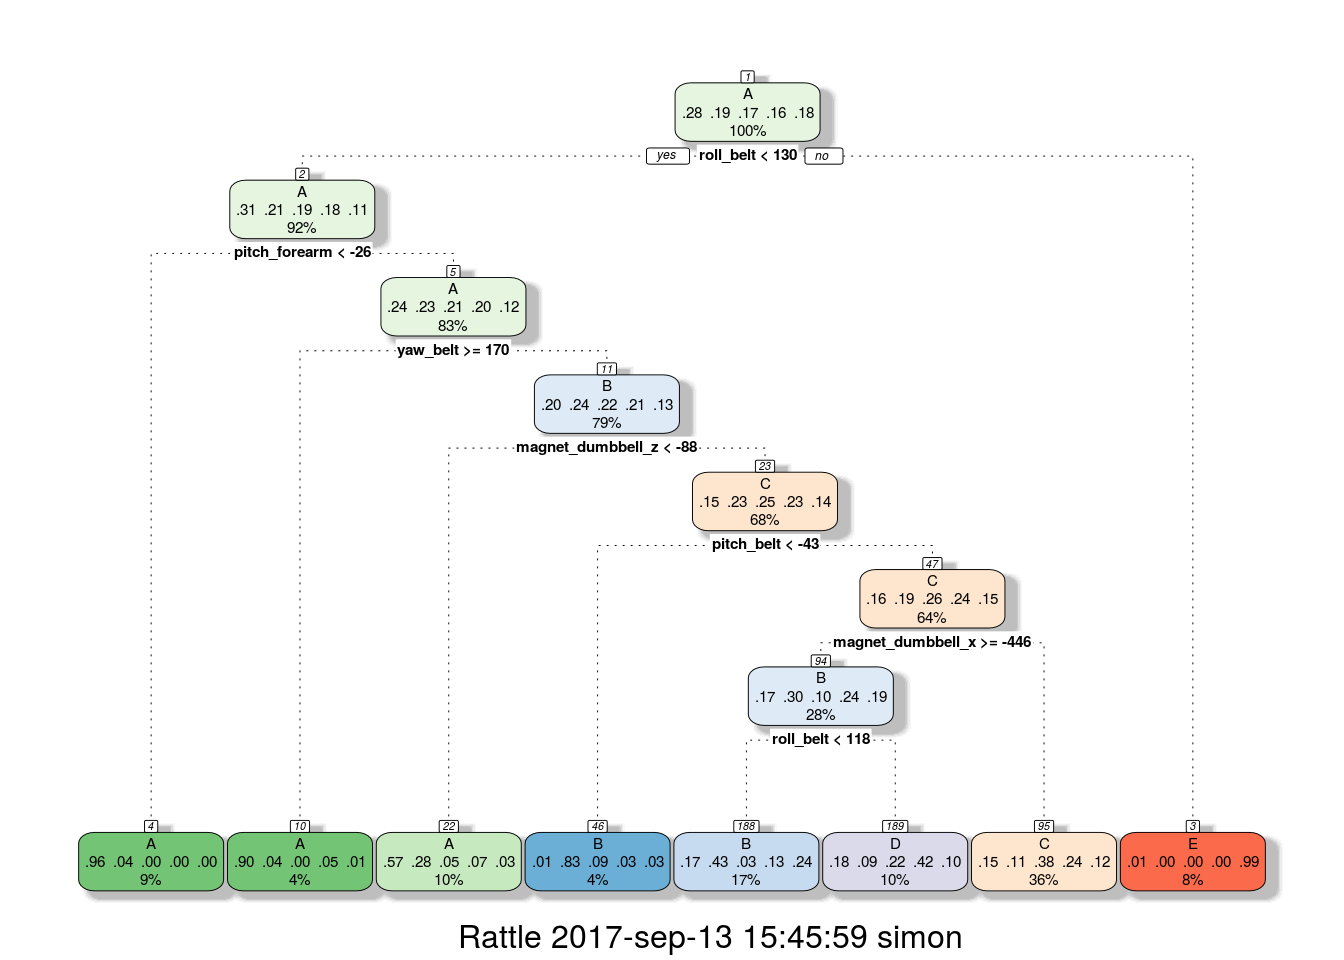 1
A
.28 .19 .17 .16 .18
100%
yes roll_belt < 130 no
2
A
.31 .21 .19 .18 .11
92%
pitch_forearm < -26
5
A
.24 .23 .21 .20 .12
83%
yaw_belt >= 170
11
B
.20 .24 .22 .21 .13
79%
magnet_dumbbell_z < -88
23
C
.15 .23 .25 .23 .14
68%
pitch_belt < -43
47
C
.16 .19 .26 .24 .15
64%
magnet_dumbbell_x >= -446
94
B
.17 .30 .10 .24 .19
28%
roll_belt < 118
4
A
.96 .04 .00 .00 .00
9%
10
A
.90 .04 .00 .05 .01
4%
22
A
.57 .28 .05 .07 .03
10%
46
B
.01 .83 .09 .03 .03
4%
188
B
.17 .43 .03 .13 .24
17%
189
D
.18 .09 .22 .42 .10
10%
95
C
.15 .11 .38 .24 .12
36%
3
E
.01 .00 .00 .00 .99
8%
Rattle 2017-sep-13 15:45:59 simon